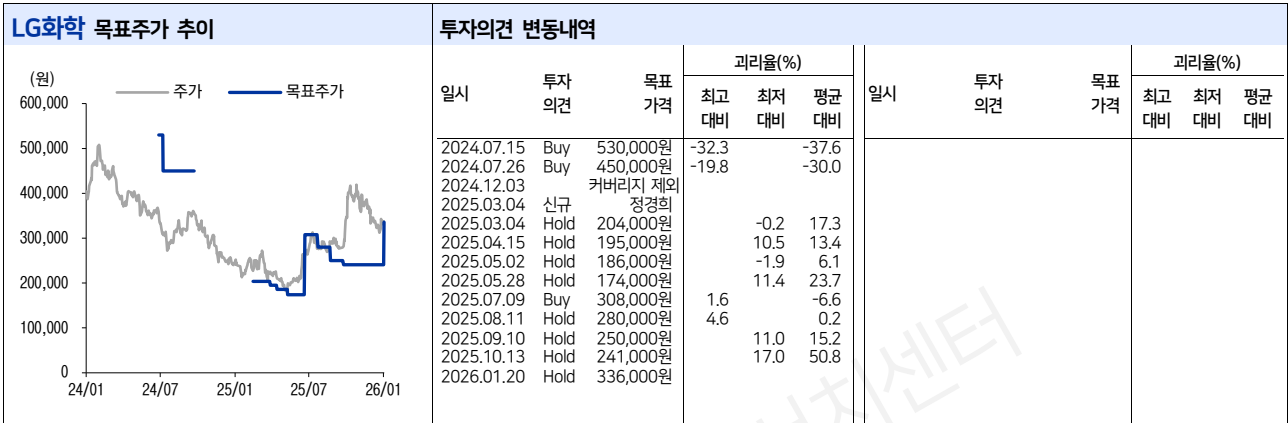 LG화학 목표주가 추이
(원)
주가
목표주가
600,000
500,000
400,000
300,000
200,000
100,000
0
24/01 24/07 25/01 25/07 26/01
투자의견 변동내역
일시 투자의견 목표가격 괴리율(%)
최고대비 최저대비 평균대비
2024.07.15 Buy 530,000원 -32.3 -37.6
2024.07.26 Buy 450,000원 -19.8 -30.0
2024.12.03 커버리지 제외
2025.03.04 신규 정경희
2025.03.04 Hold 204,000원 -0.2 17.3
2025.04.15 Hold 195,000원 10.5 13.4
2025.05.02 Hold 186,000원 -1.9 6.1
2025.05.28 Hold 174,000원 11.4 23.7
2025.07.09 Buy 308,000원 1.6 -6.6
2025.08.11 Hold 280,000원 4.6 0.2
2025.09.10 Hold 250,000원 11.0 15.2
2025.10.13 Hold 241,000원 17.0 50.8
2026.01.20 Hold 336,000원
일시 투자의견 목표가격 괴리율(%)
최고대비 최저대비 평균대비
센터